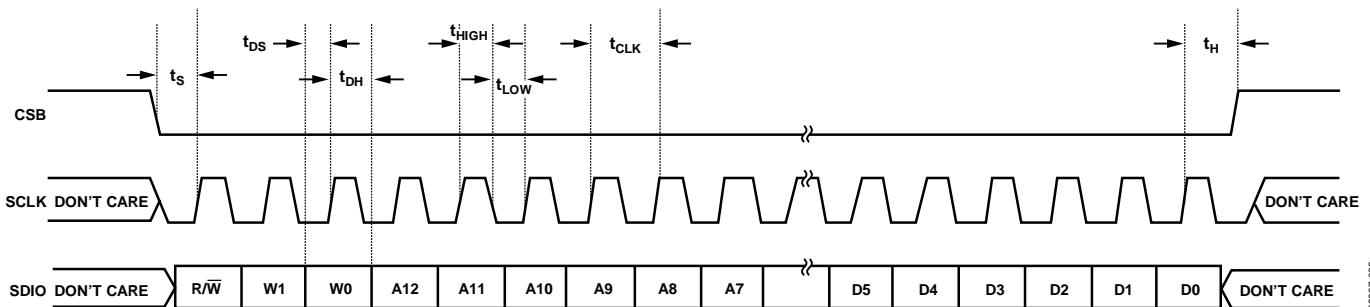 tDS
tHIGH
tCLK
tH
tS
tDH
tLOW
CSB
SCLK DON'T CARE
DON'T CARE
SDIO DON'T CARE R/W̅ W1 W0 A12 A11 A10 A9 A8 A7 D5 D4 D3 D2 D1 D0 DON'T CARE